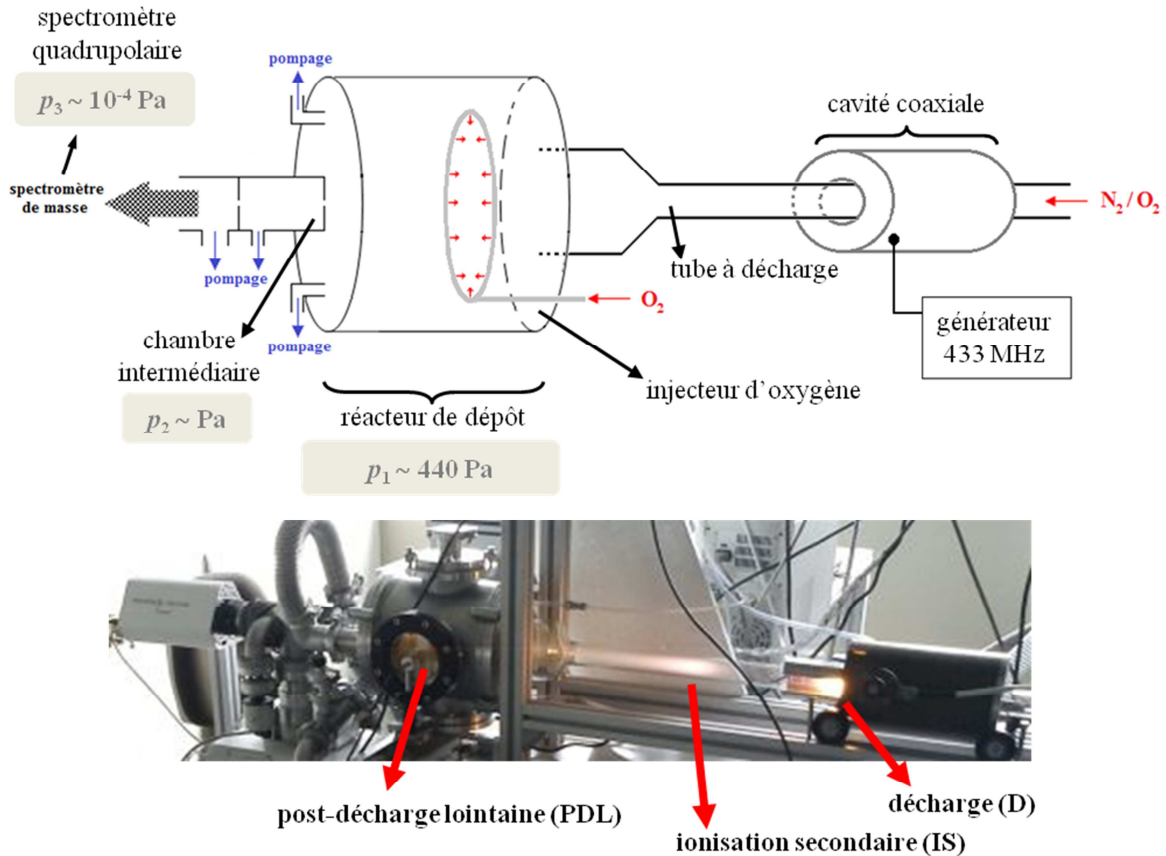 spectromètre
quadrupolaire
p3 ~ 10-4 Pa
spectromètre
de masse
pompage
pompage
pompage
chambre
intermédiaire
p2 ~ Pa
réacteur de dépôt
p1 ~ 440 Pa
O2
injecteur d’oxygène
tube à décharge
cavité coaxiale
N2 / O2
générateur
433 MHz
post-décharge lointaine (PDL)
ionisation secondaire (IS)
décharge (D)